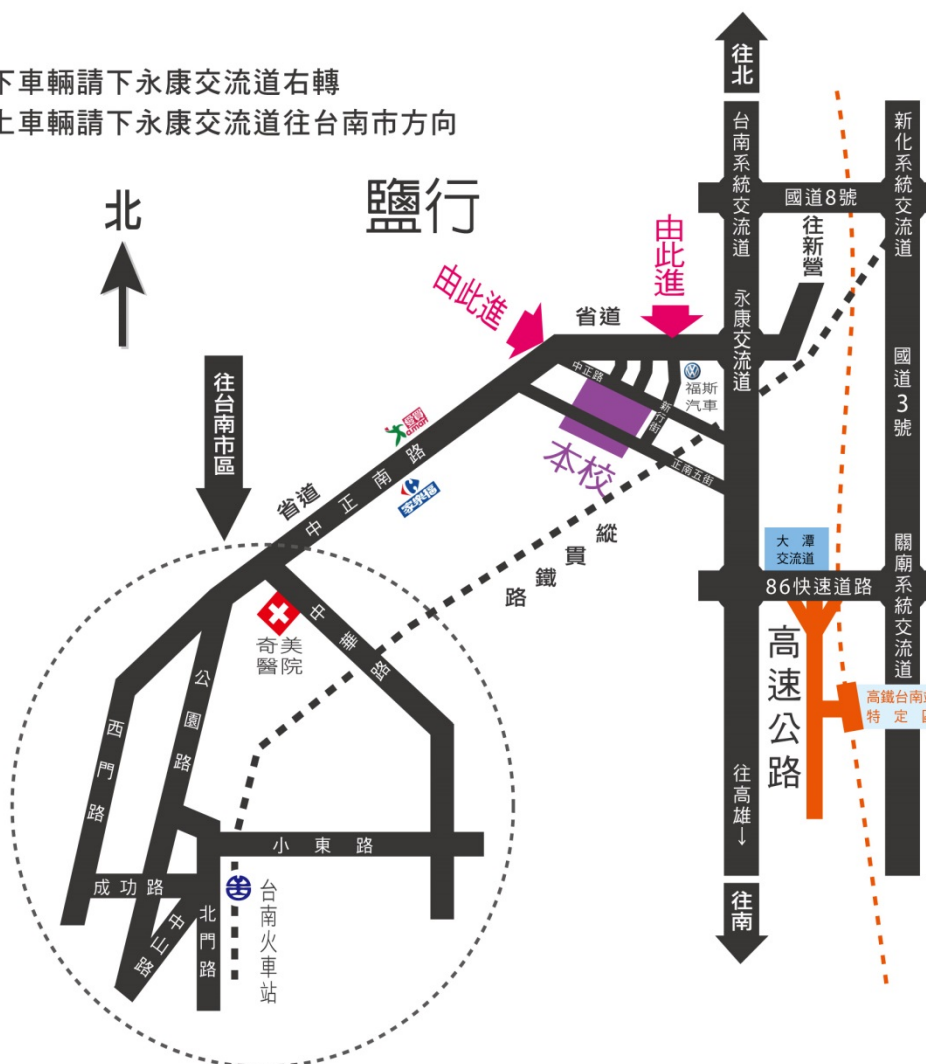 下車輛請下永康交流道右轉
上車輛請下永康交流道往台南市方向
北
鹽行
往北
台南系統交流道
新化系統交流道
國道8號
往新營
由此進
由此進
省道
永康交流道
國道3號
福斯
汽車
中正路
新行街
正南五街
本校
往台南市區
愛買
a.mart
家樂福
省道
中正南路
縱貫鐵路
大潭
交流道
86快速道路
關廟系統交流道
高速公路
高鐵台南
特定
奇美
醫院
中華路
公園路
西門路
小東路
成功路
中山路
北門路
台南火車站
往高雄↓
往南